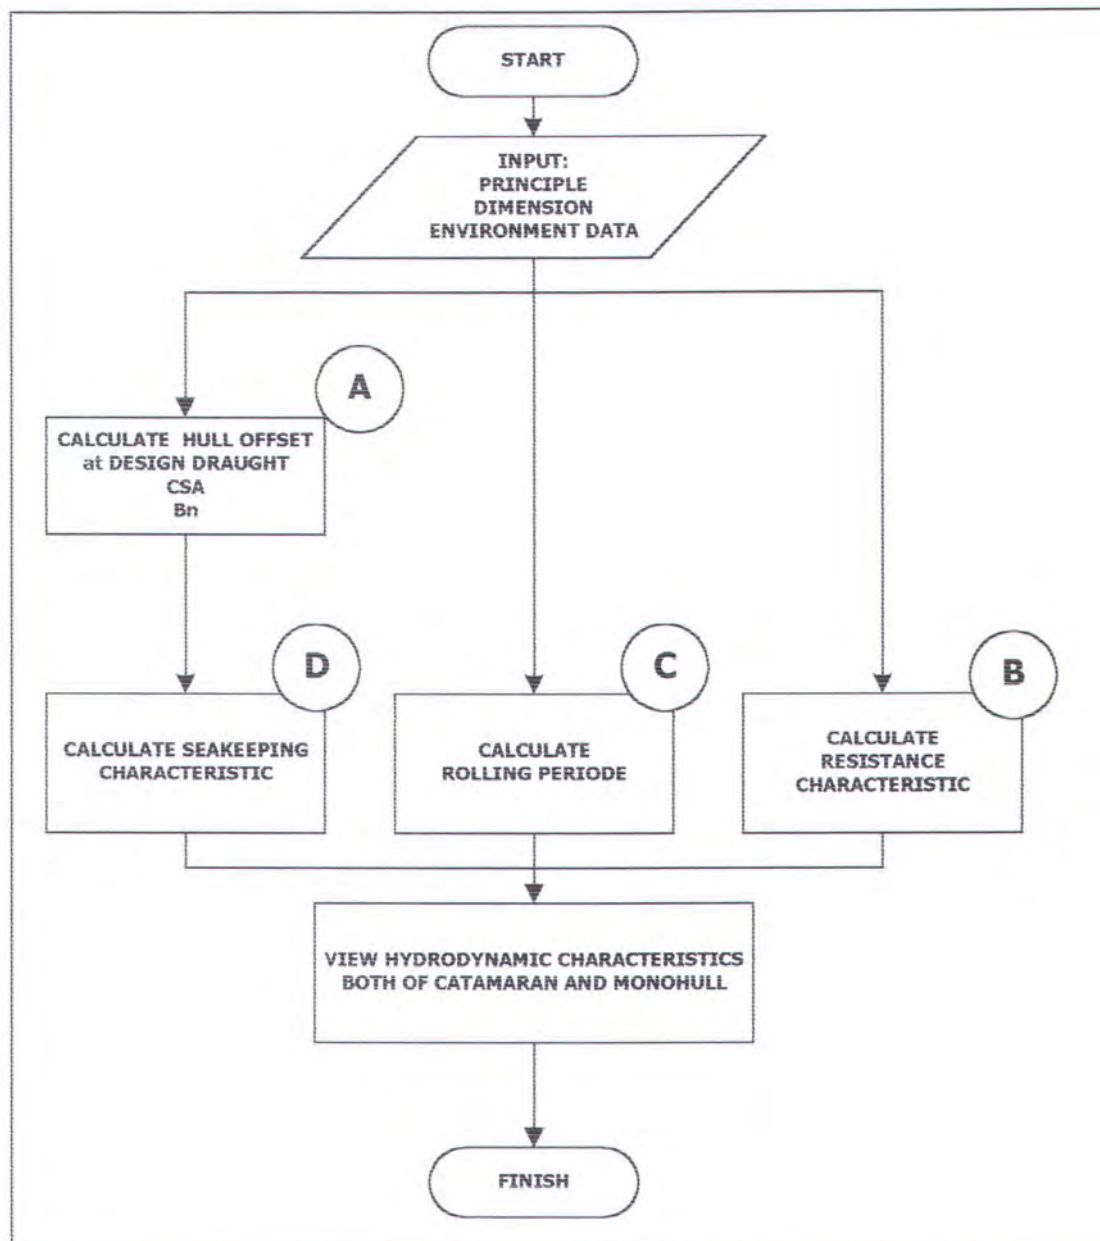 START
INPUT:
PRINCIPLE
DIMENSION
ENVIRONMENT DATA
A
CALCULATE HULL OFFSET
at DESIGN DRAUGHT
CSA
Bn
D
CALCULATE SEAKEEPING
CHARACTERISTIC
C
CALCULATE
ROLLING PERIODE
B
CALCULATE
RESISTANCE
CHARACTERISTIC
VIEW HYDRODYNAMIC CHARACTERISTICS
BOTH OF CATAMARAN AND MONOHULL
FINISH